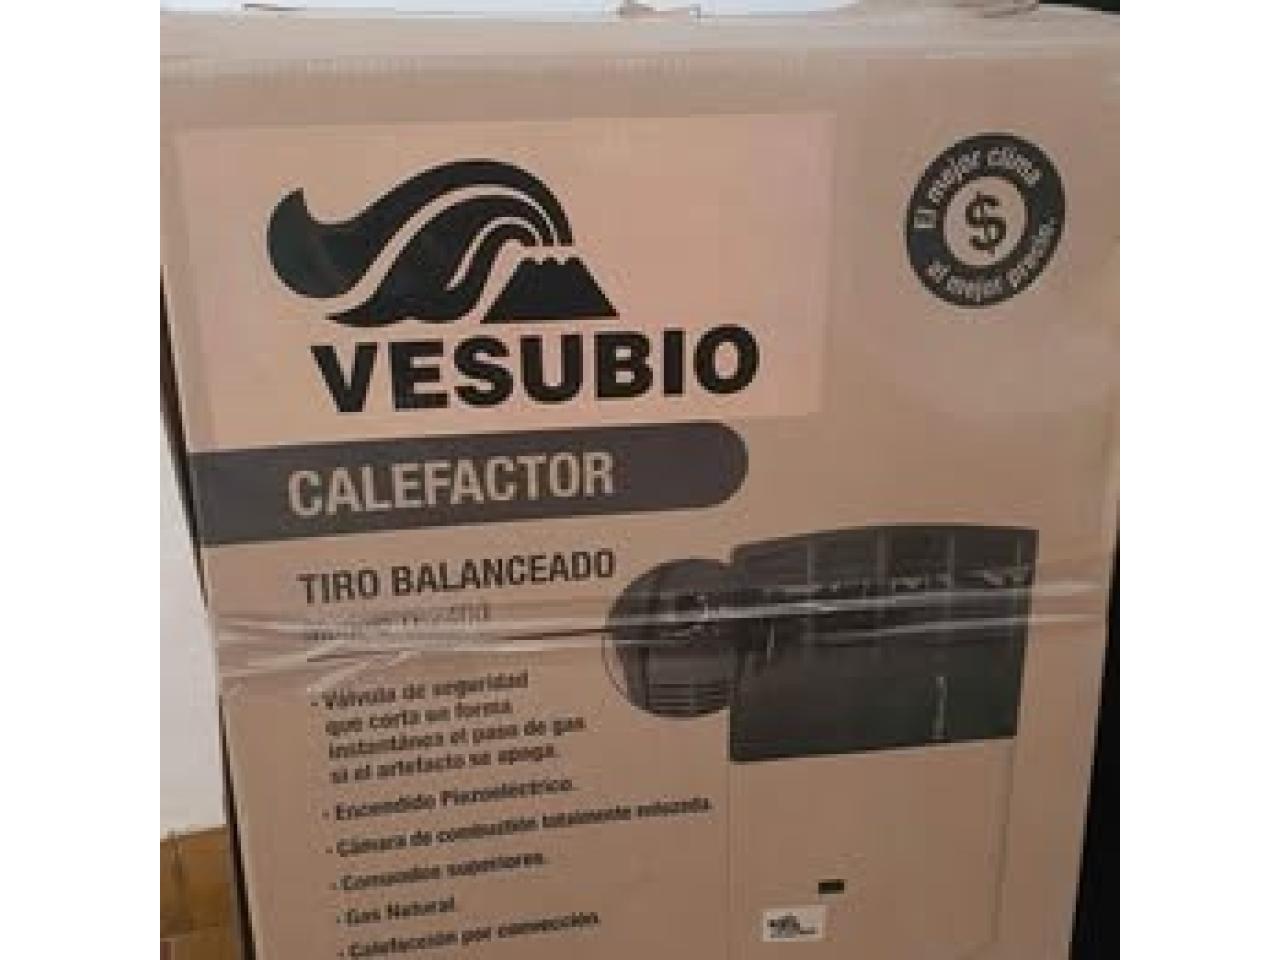 El mejor clima
al mejor precio.
VESUBIO
CALEFACTOR
TIRO BALANCEADO
· Válvula de seguridad
que corta en forma
instantánea el paso de gas
si el artefacto se apaga.
· Encendido Piezoeléctrico.
· Cámara de combustión totalmente enlozada.
· Comandos superiores.
· Gas Natural.
· Calefacción por convección.